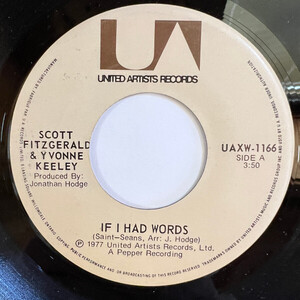 UA
UNITED ARTISTS RECORDS
SCOTT
FITZGERALD
& YVONNE
KEELEY
Produced By:
Jonathan Hodge
UAXW-1166
SIDE A
3:50
IF I HAD WORDS
(Saint-Seans, Arr: J. Hodge)
℗ 1977 United Artists Records, Ltd.
A Pepper Recording